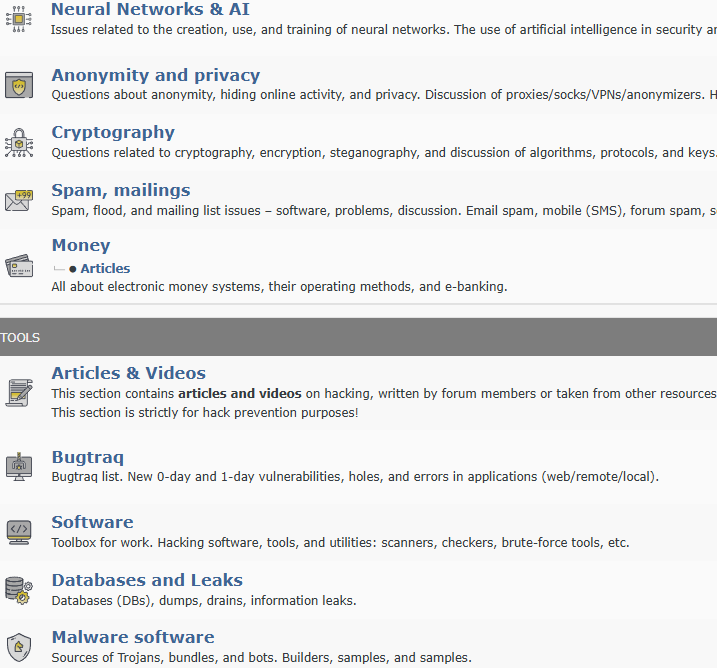 Neural Networks & AI
Issues related to the creation, use, and training of neural networks. The use of artificial intelligence in security
Anonymity and privacy
Questions about anonymity, hiding online activity, and privacy. Discussion of proxies/socks/VPNs/anonymizers.
Cryptography
Questions related to cryptography, encryption, steganography, and discussion of algorithms, protocols, and keys.
+99
Spam, mailings
Spam, flood, and mailing list issues – software, problems, discussion. Email spam, mobile (SMS), forum spam,
Money
Articles
All about electronic money systems, their operating methods, and e-banking.
TOOLS
Articles & Videos
This section contains articles and videos on hacking, written by forum members or taken from other resources
This section is strictly for hack prevention purposes!
Bugtraq
Bugtraq list. New 0-day and 1-day vulnerabilities, holes, and errors in applications (web/remote/local).
Software
Toolbox for work. Hacking software, tools, and utilities: scanners, checkers, brute-force tools, etc.
Databases and Leaks
Databases (DBs), dumps, drains, information leaks.
Malware software
Sources of Trojans, bundles, and bots. Builders, samples, and samples.